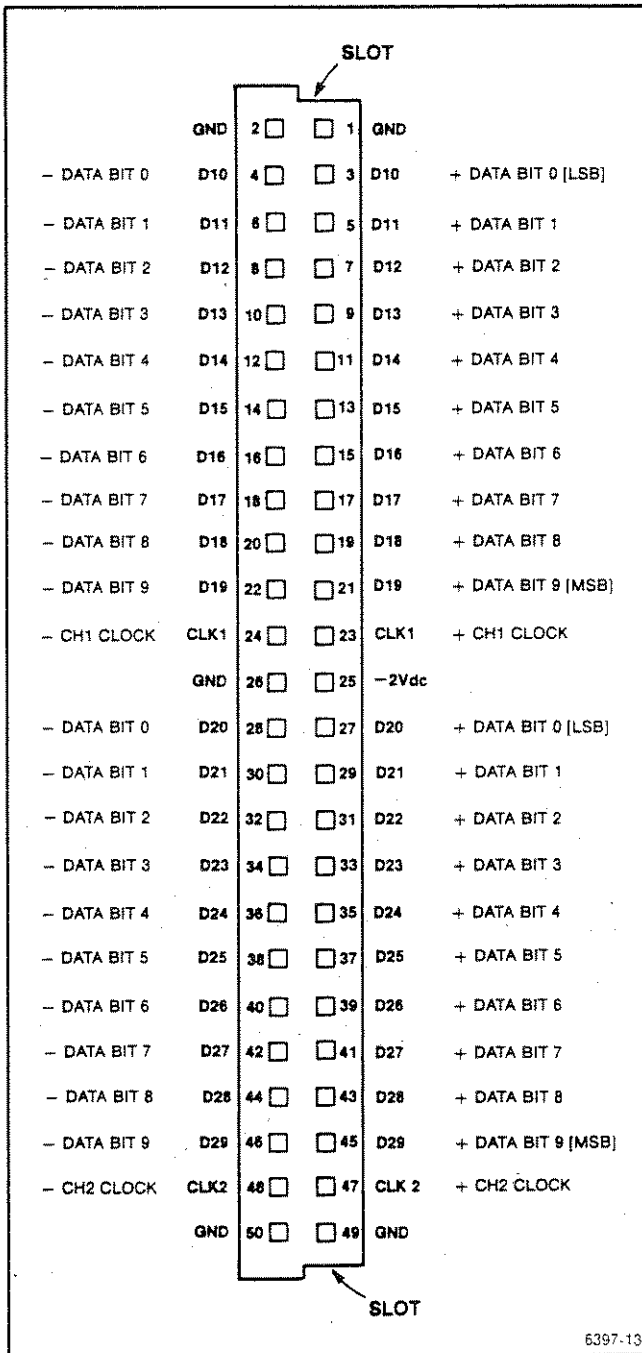 SLOT
GND 2 1 GND
– DATA BIT 0 D10 4 3 D10 + DATA BIT 0 [LSB]
– DATA BIT 1 D11 6 5 D11 + DATA BIT 1
– DATA BIT 2 D12 8 7 D12 + DATA BIT 2
– DATA BIT 3 D13 10 9 D13 + DATA BIT 3
– DATA BIT 4 D14 12 11 D14 + DATA BIT 4
– DATA BIT 5 D15 14 13 D15 + DATA BIT 5
– DATA BIT 6 D16 16 15 D16 + DATA BIT 6
– DATA BIT 7 D17 18 17 D17 + DATA BIT 7
– DATA BIT 8 D18 20 19 D18 + DATA BIT 8
– DATA BIT 9 D19 22 21 D19 + DATA BIT 9 [MSB]
– CH1 CLOCK CLK1 24 23 CLK1 + CH1 CLOCK
GND 26 25 –2Vdc
– DATA BIT 0 D20 28 27 D20 + DATA BIT 0 [LSB]
– DATA BIT 1 D21 30 29 D21 + DATA BIT 1
– DATA BIT 2 D22 32 31 D22 + DATA BIT 2
– DATA BIT 3 D23 34 33 D23 + DATA BIT 3
– DATA BIT 4 D24 36 35 D24 + DATA BIT 4
– DATA BIT 5 D25 38 37 D25 + DATA BIT 5
– DATA BIT 6 D26 40 39 D26 + DATA BIT 6
– DATA BIT 7 D27 42 41 D27 + DATA BIT 7
– DATA BIT 8 D28 44 43 D28 + DATA BIT 8
– DATA BIT 9 D29 46 45 D29 + DATA BIT 9 [MSB]
– CH2 CLOCK CLK2 48 47 CLK 2 + CH2 CLOCK
GND 50 49 GND
SLOT
6397-13